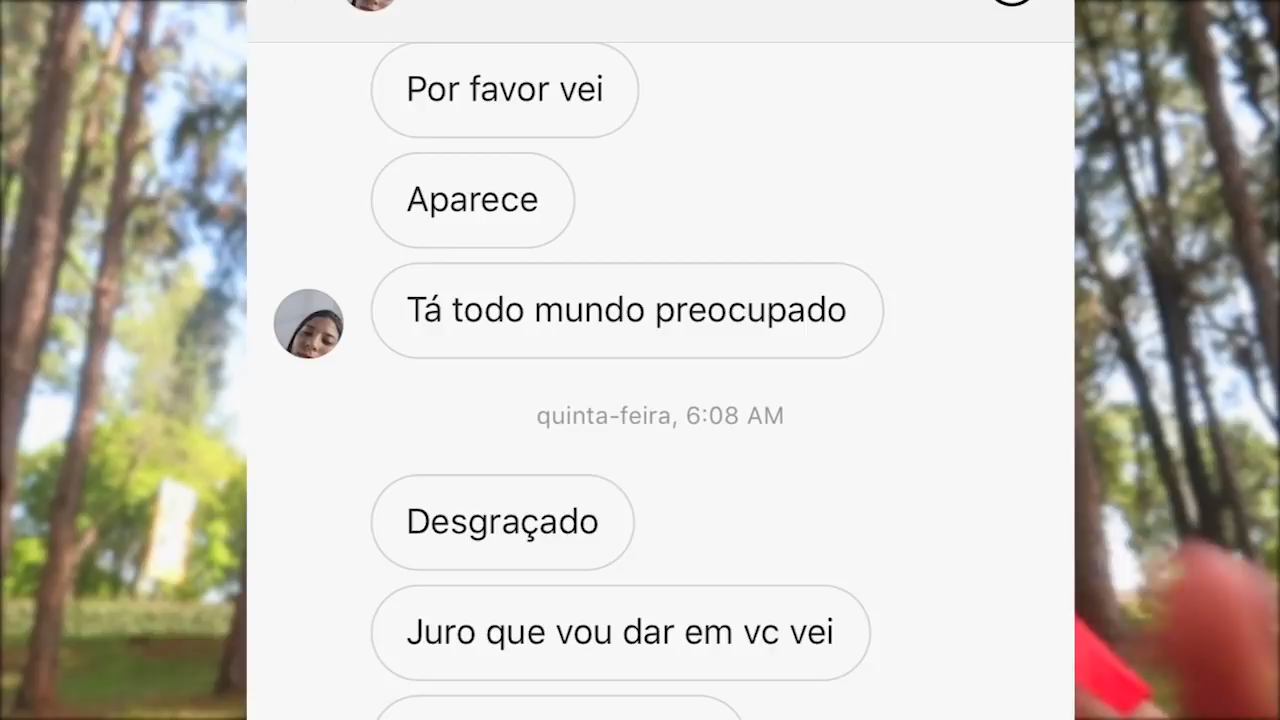 Por favor vei
Aparece
Tá todo mundo preocupado
quinta-feira, 6:08 AM
Desgraçado
Juro que vou dar em vc vei